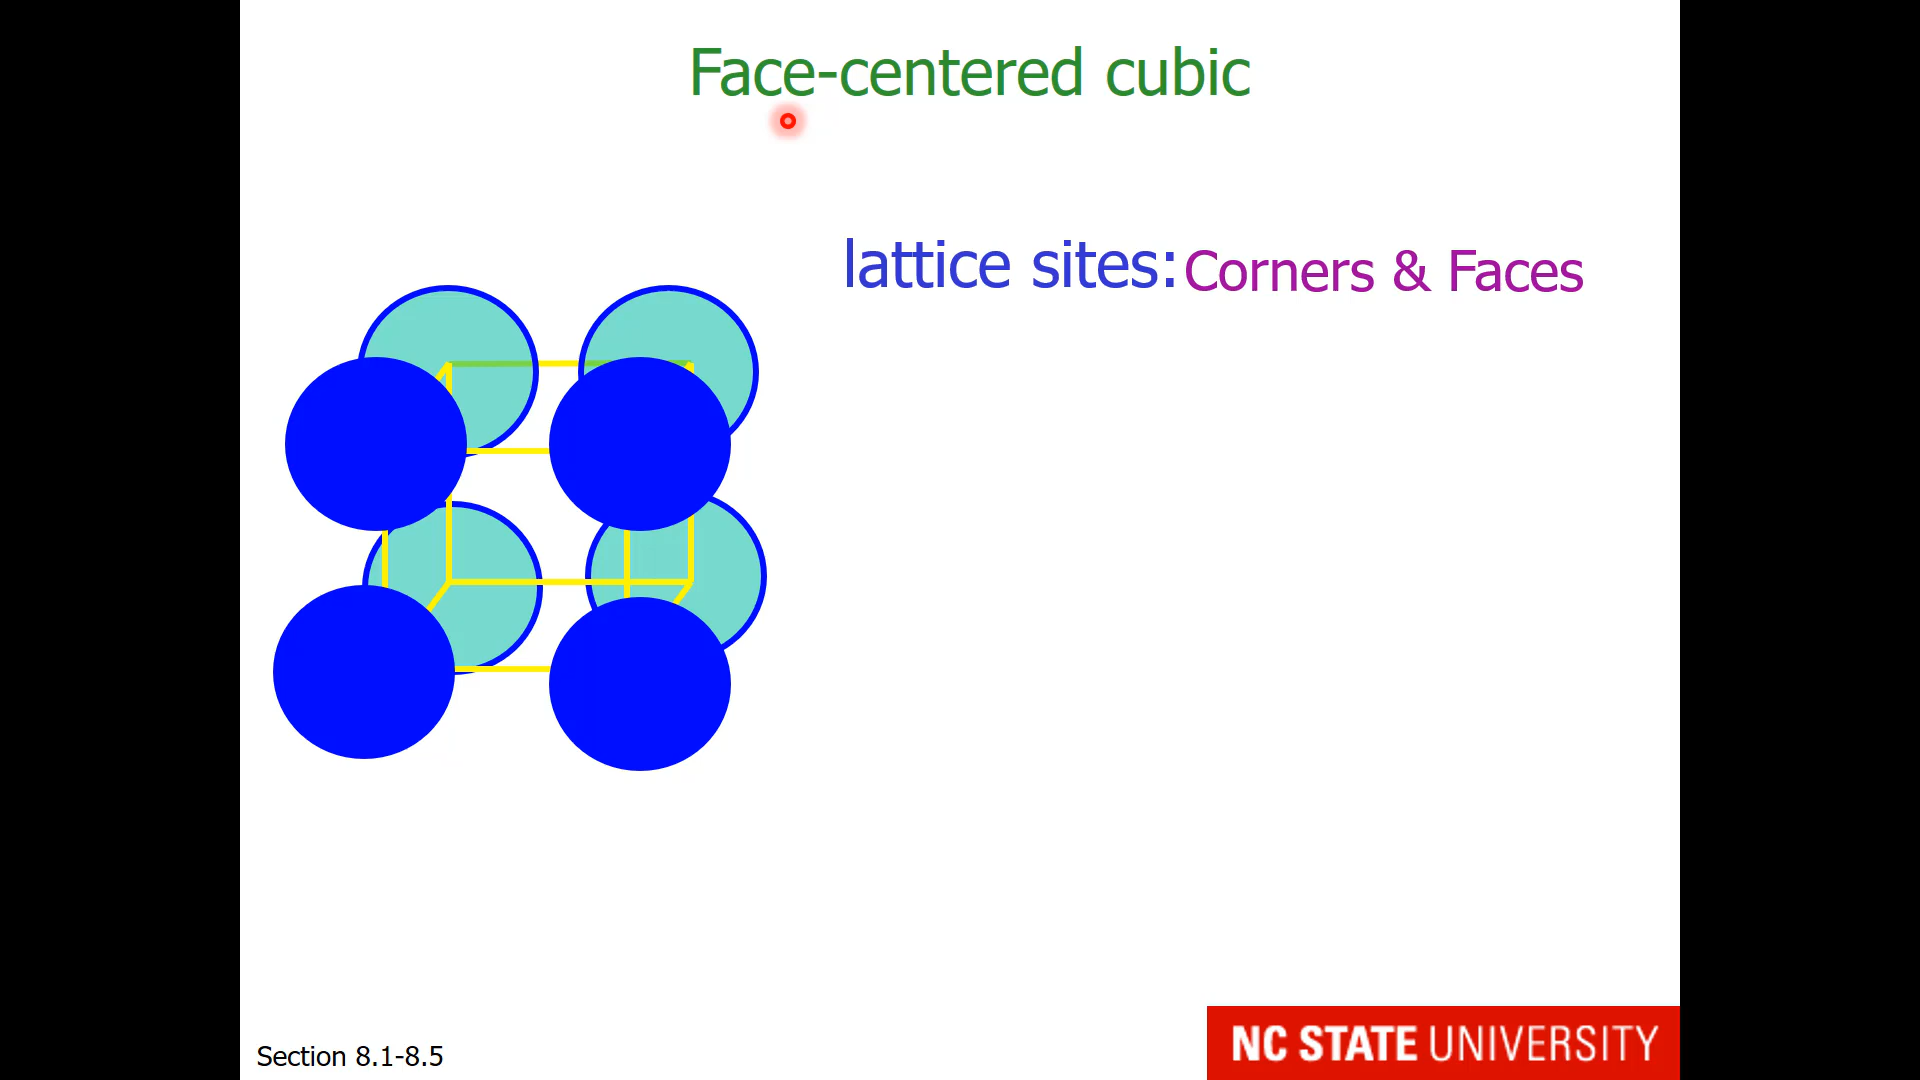 Face-centered cubic
lattice sites: Corners & Faces
Section 8.1-8.5
NC STATE UNIVERSITY